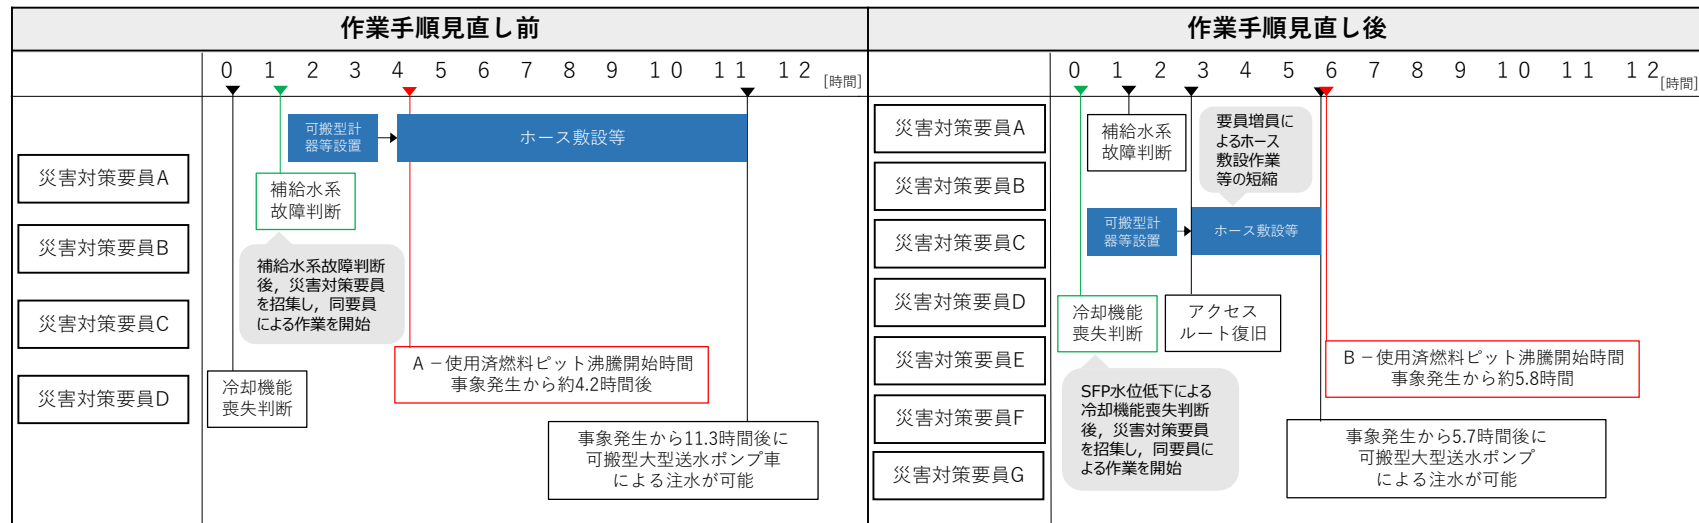 作業手順見直し前
0 1 2 3 4 5 6 7 8 9 10 11 12 [時間]
可搬型計
器等設置
ホース敷設等
災害対策要員A
災害対策要員B
災害対策要員C
災害対策要員D
補給水系
故障判断
補給水系故障判断
後，災害対策要員
を招集し，同要員
による作業を開始
冷却機能
喪失判断
A－使用済燃料ピット沸騰開始時間
事象発生から約4.2時間後
事象発生から11.3時間後に
可搬型大型送水ポンプ車
による注水が可能
作業手順見直し後
0 1 2 3 4 5 6 7 8 9 10 11 12 [時間]
災害対策要員A
災害対策要員B
災害対策要員C
災害対策要員D
災害対策要員E
災害対策要員F
災害対策要員G
補給水系
故障判断
要員増員に
よるホース
敷設作業
等の短縮
可搬型計
器等設置
ホース敷設等
冷却機能
喪失判断
アクセス
ルート復旧
SFP水位低下による
冷却機能喪失判断
後，災害対策要員
を招集し，同要員に
よる作業を開始
B－使用済燃料ピット沸騰開始時間
事象発生から約5.8時間
事象発生から5.7時間後に
可搬型大型送水ポンプ
による注水が可能